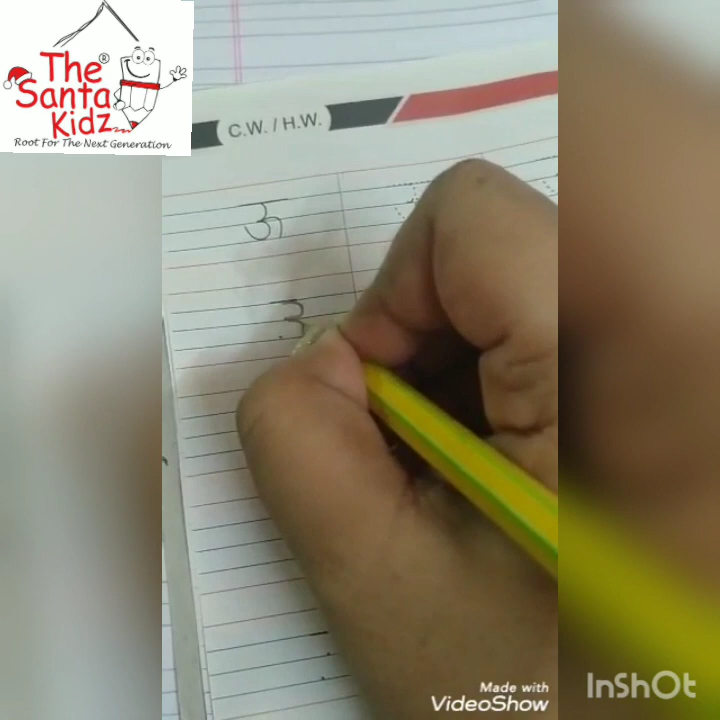 The
Santa
Kidz
Root For The Next Generation
C.W. / H.W.
अ
Made with
VideoShow
InShOt